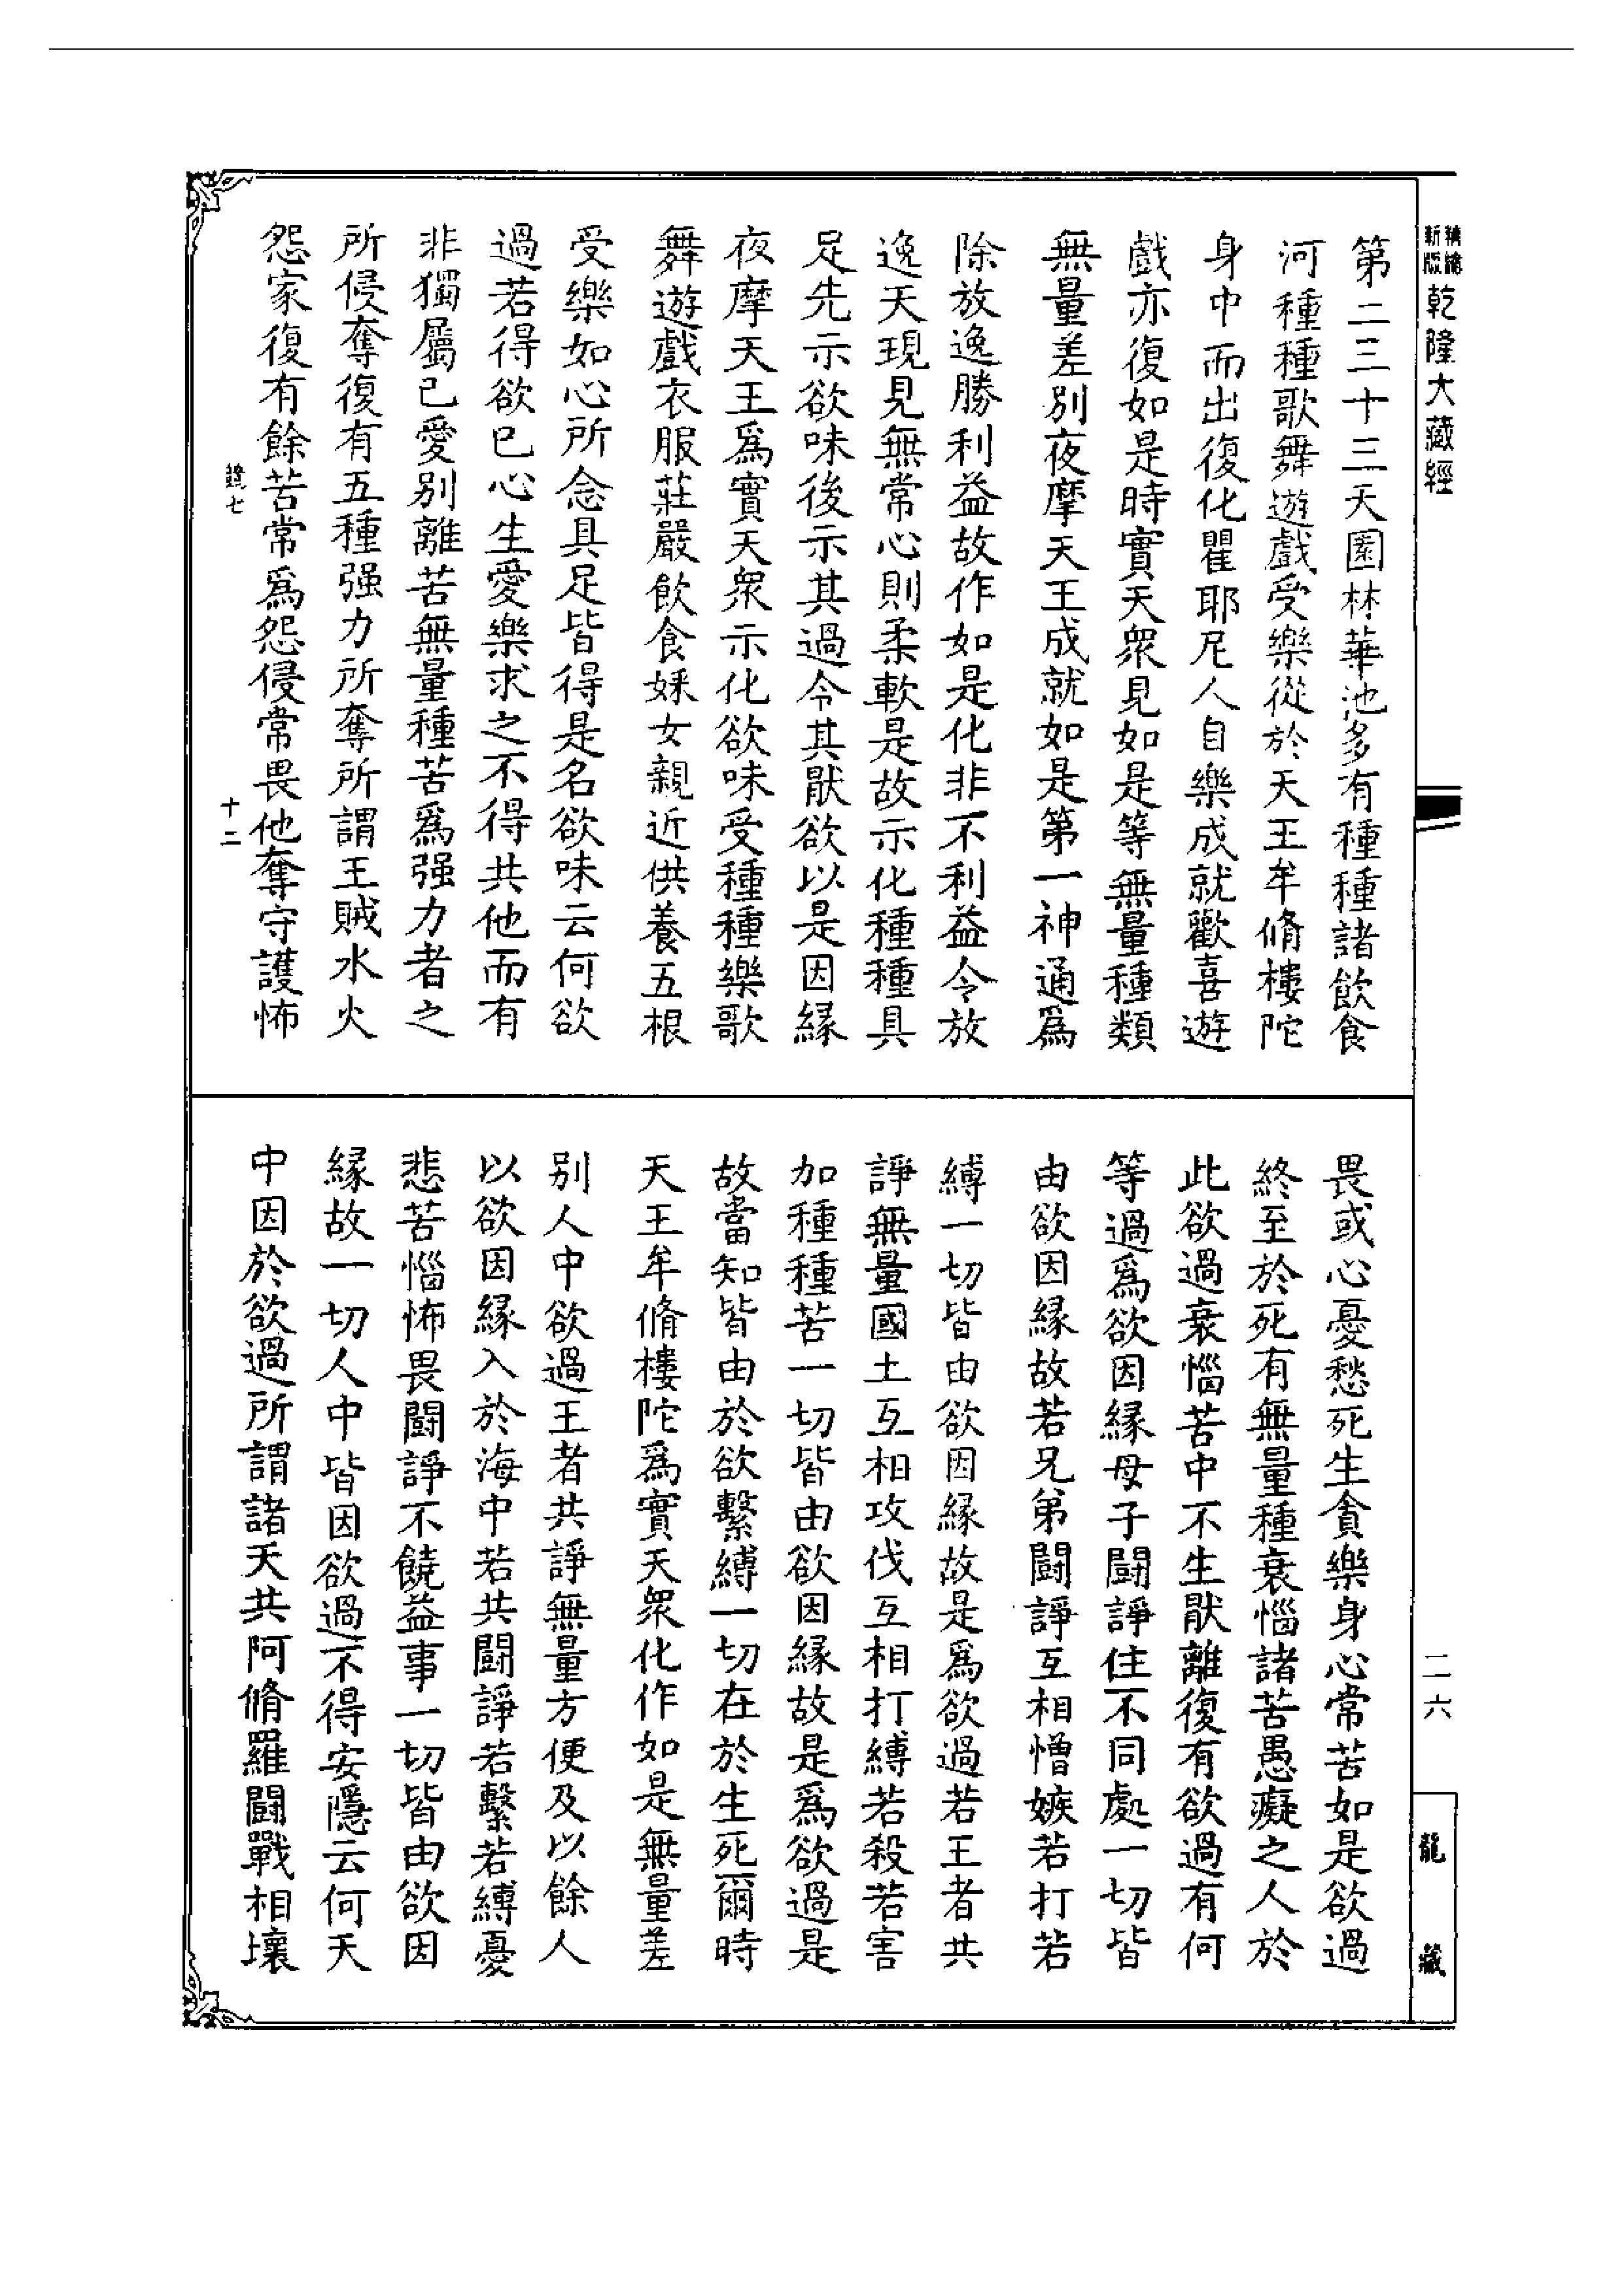 新版
精縮
乾隆大藏經
第二三十三天園林華池多有種種諸飲食
河種種歌舞遊戲受樂從於天王牟脩樓陀
身中而出復化瞿耶尼人自樂成就歡喜遊
戲亦復如是時實天衆見如是等無量種類
無量差別夜摩天王成就如是第一神通爲
除放逸勝利益故作如是化非不利益令放
逸天現見無常心則柔軟是故示化種種具
足先示欲味後示其過令其厭欲以是因緣
夜摩天王爲實天衆示化欲味受種種樂歌
舞遊戲衣服莊嚴飲食婇女親近供養五根
受樂如心所念具足皆得是名欲味云何欲
過若得欲已心生愛樂求之不得共他而有
非獨屬已愛別離苦無量種苦爲强力者之
所侵奪復有五種强力所奪所謂王賊水火
怨家復有餘苦常爲怨侵常畏他奪守護怖
十二
畏或心憂愁死生貪樂身心常苦如是欲過
終至於死有無量種衰惱諸苦愚癡之人於
此欲過衰惱苦中不生厭離復有欲過有何
等過爲欲因緣母子鬪諍住不同處一切皆
由欲因緣故若兄弟鬪諍互相憎嫉若打若
縛一切皆由欲因緣故是爲欲過若王者共
諍無量國土互相攻伐互相打縛若殺若害
加種種苦一切皆由欲因緣故是爲欲過是
故當知皆由於欲繫縛一切在於生死爾時
天王牟脩樓陀爲實天衆化作如是無量差
別人中欲過王者共諍無量方便及以餘人
以欲因緣入於海中若共鬪諍若繫若縛憂
悲苦惱怖畏鬪諍不饒益事一切皆由欲因
緣故一切人中皆因欲過不得安隱云何天
中因於欲過所謂諸天共阿脩羅鬪戰相壞
二六
龍藏